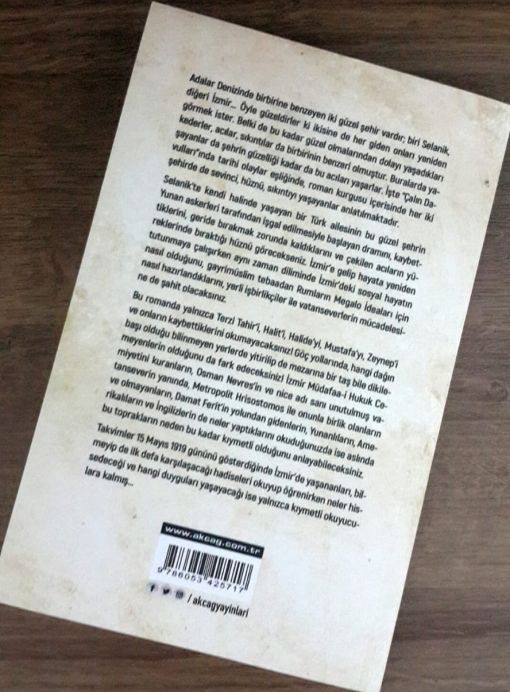 Adalar Denizinde birbirine benzeyen iki güzel şehir vardır; biri Selanik,
diğeri İzmir... Öyle güzeldirler ki ikisine de her giden onları yeniden
görmek ister. Belki de bu kadar güzel olmalarından dolayı yaşadıkları
kederler, acılar, sıkıntılar da birbirinin benzeri olmuştur. Buralarda ya-
şayanlar da şehrin güzelliği kadar da bu acıları yaşarlar. İşte "Çalın Da-
vulları"nda tarihi olaylar eşliğinde, roman kurgusu içerisinde her iki
şehirde de sevinci, hüznü, sıkıntıyı yaşayanlar anlatılmaktadır.
Selanik'te kendi halinde yaşayan bir Türk ailesinin bu güzel şehrin
Yunan askerleri tarafından işgal edilmesiyle başlayan dramını, kaybet-
tiklerini, geride bırakmak zorunda kaldıklarını ve çekilen acıların yü-
reklerinde bıraktığı hüznü göreceksiniz. İzmir'e gelip hayata yeniden
tutunmaya çalışırken aynı zaman diliminde İzmir'deki sosyal hayatın
nasıl olduğunu, gayrimüslim tebaadan Rumların Megalo İdeaları için
nasıl hazırlandıklarını, yerli işbirlikçiler ile vatanseverlerin mücadelesi-
ne de şahit olacaksınız.
Bu romanda yalnızca Terzi Tahir'i, Halit'i, Halide'yi, Mustafa'yı, Zeynep'i
ve onların kaybettiklerini okumayacaksınız! Göç yollarında, hangi dağın
başı olduğu bilinmeyen yerlerde yitirilip de mezarına bir taş bile dikile-
meyenlerin olduğunu da fark edeceksiniz! İzmir Müdafaa-i Hukuk Ce-
miyetini kuranların, Osman Nevres'in ve nice adı sanı unutulmuş va-
tanseverin yanında, Metropolit Hrisostomos ile onunla birlik olanların
ve olmayanların, Damat Ferit'in yolundan gidenlerin, Yunanlıların, Ame-
rikalıların ve İngilizlerin de neler yaptıklarını okuduğunuzda ise aslında
bu toprakların neden bu kadar kıymetli olduğunu anlayabileceksiniz.
Takvimler 15 Mayıs 1919 gününü gösterdiğinde İzmir'de yaşananları, bil-
meyip de ilk defa karşılaşacağı hadiseleri okuyup öğrenirken neler his-
sedeceği ve hangi duyguları yaşayacağı ise yalnızca kıymetli okuyucu-
lara kalmış...
www.akcag.com.tr
9 786053 425717
/ akcagyayinlari